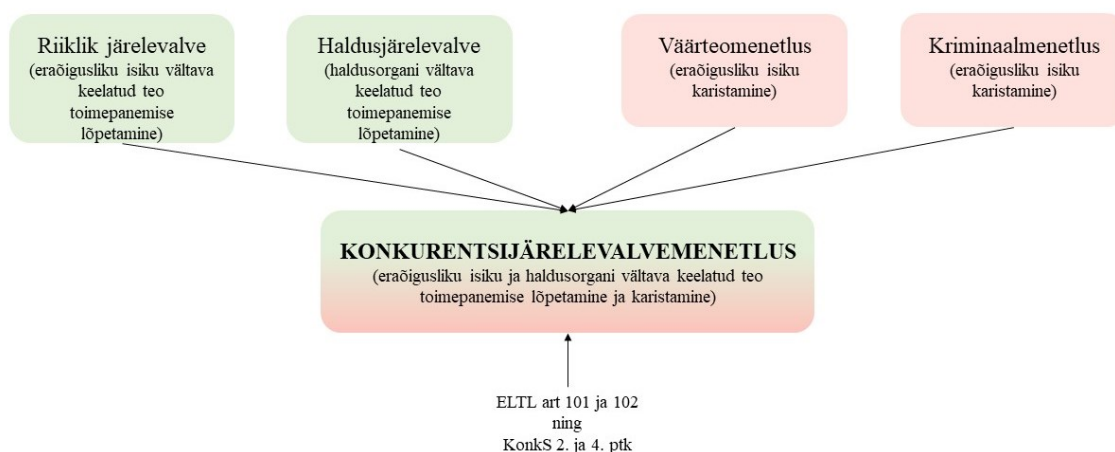 Riiklik järelevalve
(eraõigusliku isiku vältava
keelatud teo
toimepanemise
lõpetamine)
Haldusjärelevalve
(haldusorgani vältava
keelatud teo
toimepanemise
lõpetamine)
Väärteomenetlus
(eraõigusliku isiku
karistamine)
Kriminaalmenetlus
(eraõigusliku isiku
karistamine)
KONKURENTSIJÄRELEVALVEMENETLUS
(eraõigusliku isiku ja haldusorgani vältava keelatud teo
toimepanemise lõpetamine ja karistamine)
ELTL art 101 ja 102
ning
KonkS 2. ja 4. ptk